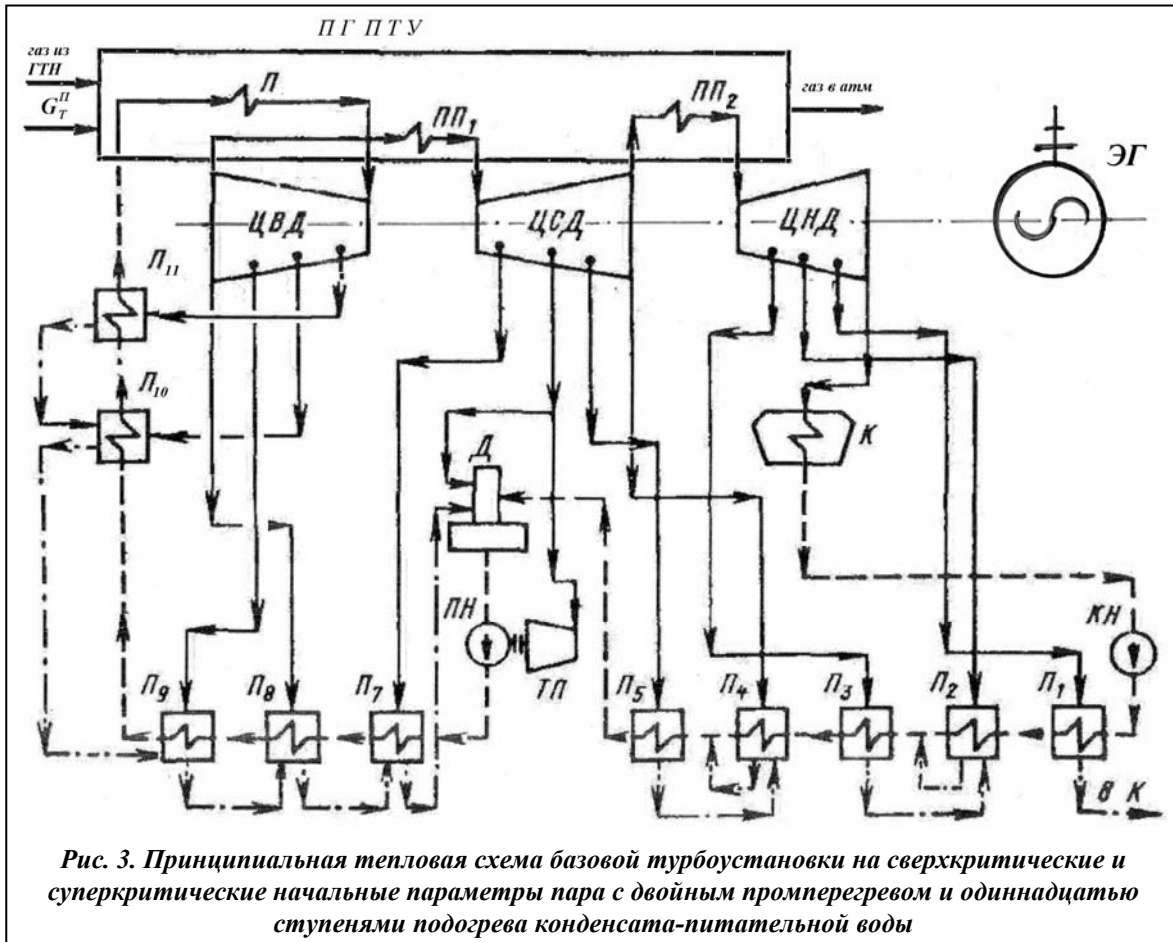 ПГ ПТУ
газ из
ГТН
G_T^П
газ в атм
П
ПП₁
ПП₂
ЭГ
ЦВД
ЦСД
ЦНД
П₁₁
П₁₀
К
Д
ПН
ТП
КН
П₉
П₈
П₇
П₅
П₄
П₃
П₂
П₁
В К
Рис. 3. Принципиальная тепловая схема базовой турбоустановки на сверхкритические и
суперкритические начальные параметры пара с двойным промперегревом и одиннадцатью
ступенями подогрева конденсата-питательной воды